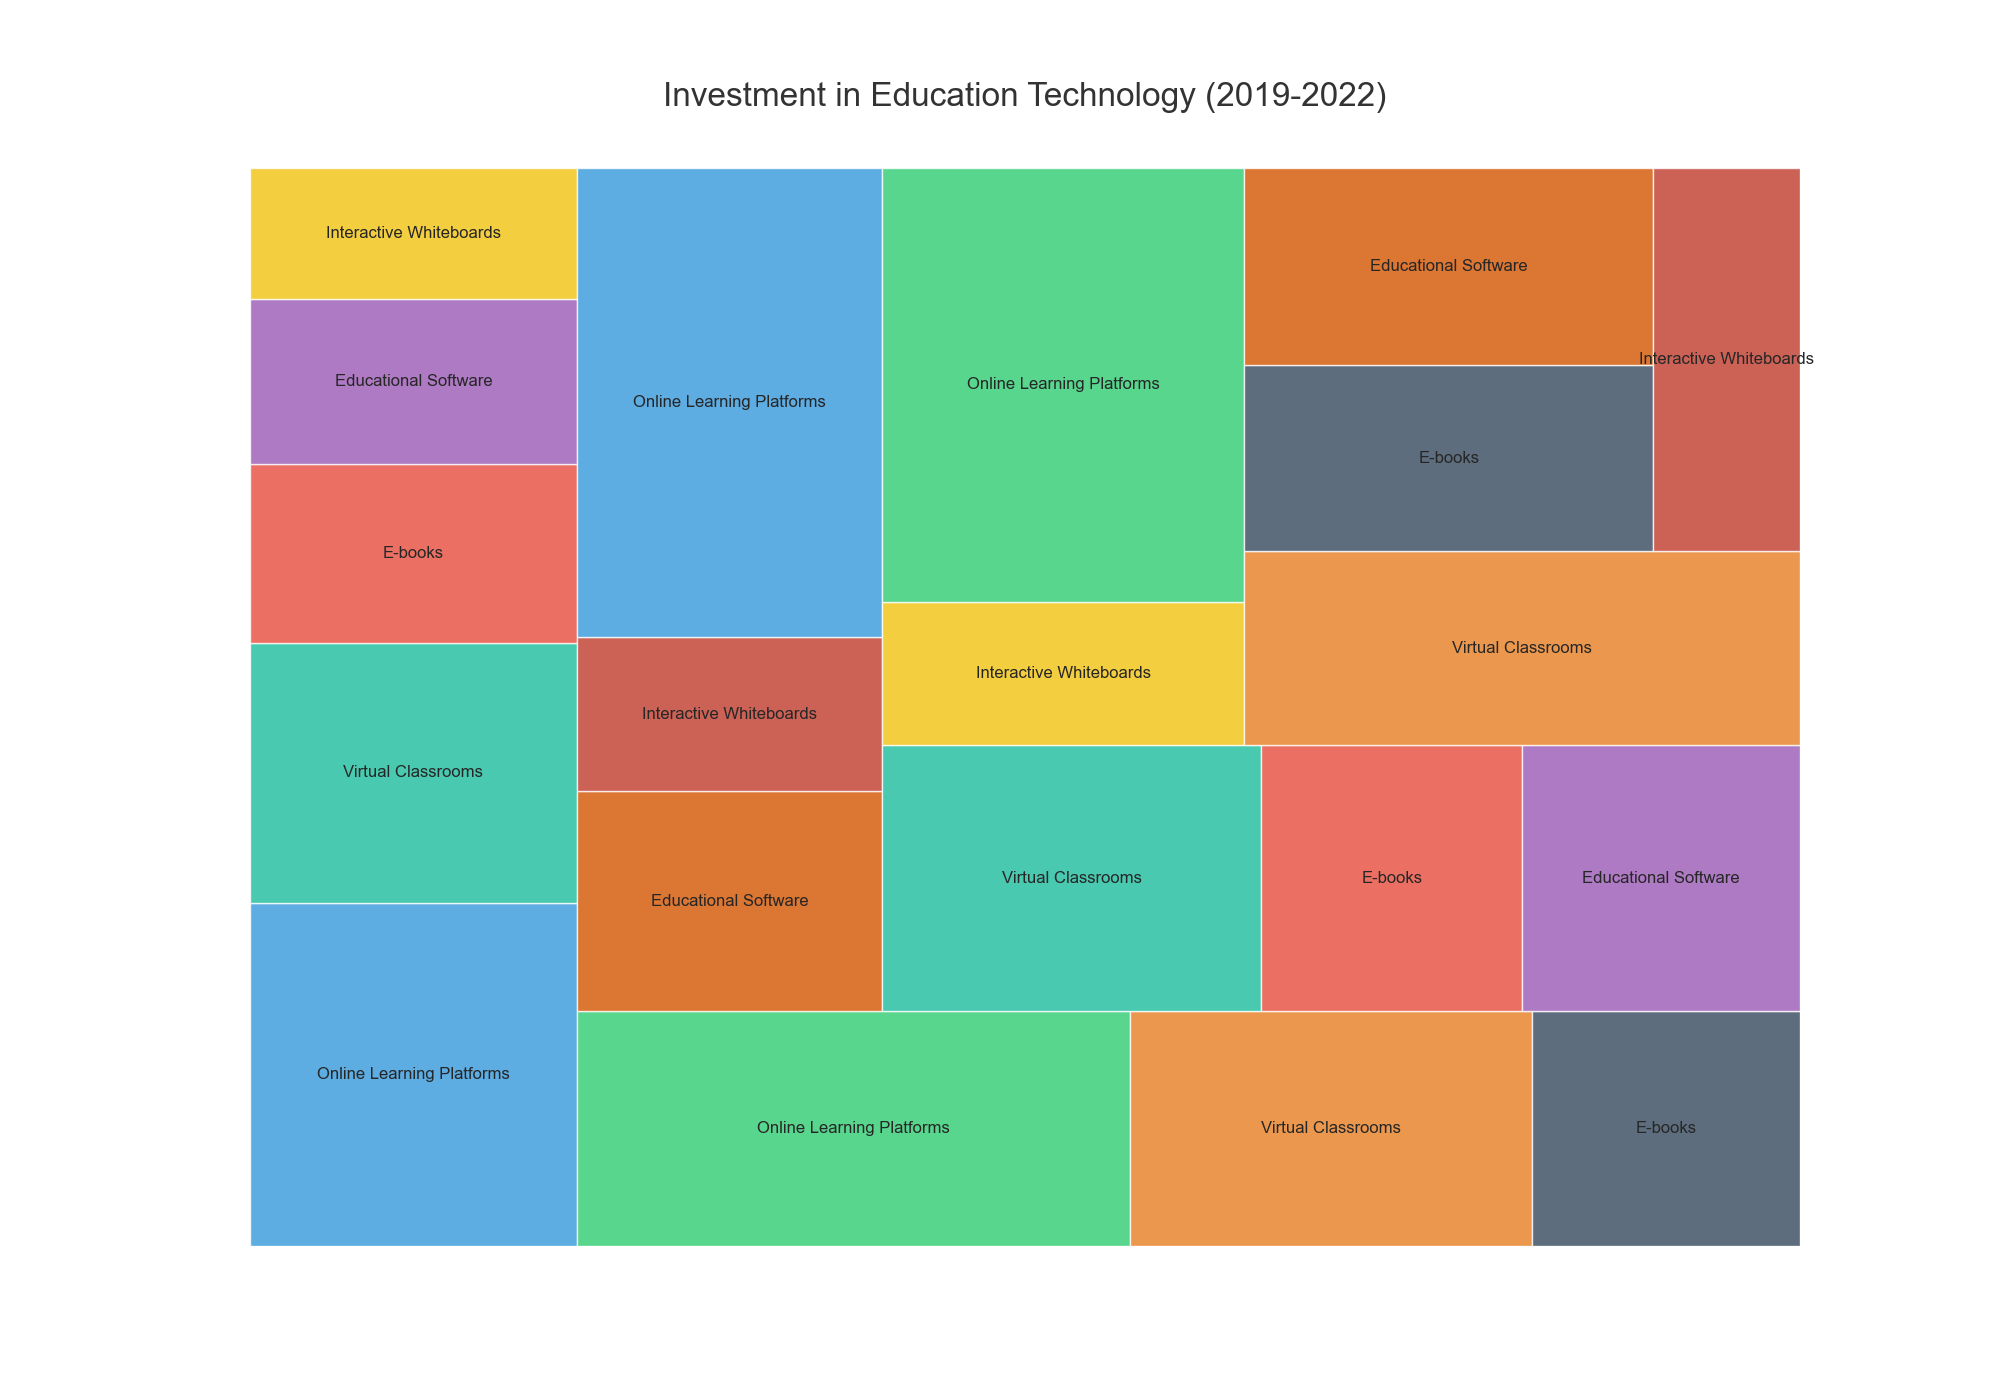 Investment in Education Technology (2019-2022)
Interactive Whiteboards
Educational Software
E-books
Virtual Classrooms
Online Learning Platforms
Online Learning Platforms
Interactive Whiteboards
Educational Software
Online Learning Platforms
Online Learning Platforms
Interactive Whiteboards
Virtual Classrooms
Educational Software
E-books
Interactive Whiteboards
Virtual Classrooms
E-books
Educational Software
Virtual Classrooms
E-books